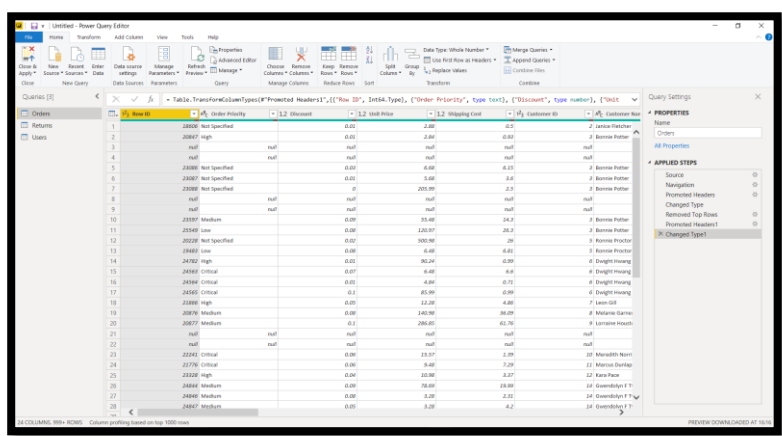 Untitled - Power Query Editor
File Home Transform Add Column View Tools Help
Close & Apply New Source Recent Sources Enter Data Data source settings Manage Parameters Refresh Preview Properties Advanced Editor Manage Choose Columns Remove Columns Keep Rows Remove Rows Split Column Group By Data Type: Whole Number Use First Row as Headers Replace Values Merge Queries Append Queries Combine Files
Close New Query Data Sources Parameters Query Manage Columns Reduce Rows Sort Transform Combine
Queries [3]
Orders
Returns
Users
= Table.TransformColumnTypes(#"Promoted Headers1",{{"Row ID", Int64.Type}, {"Order Priority", type text}, {"Discount", type number}, {"Unit
Row ID Order Priority 1.2 Discount 1.2 Unit Price 1.2 Shipping Cost Customer ID Customer Nam
1 18606 Not Specified 0.01 2.88 0.5 2 Janice Fletcher
2 20847 High 0.01 2.84 0.93 3 Bonnie Potter
3 null null null null null
4 null null null null null
5 23086 Not Specified 0.03 6.68 6.15 3 Bonnie Potter
6 23087 Not Specified 0.01 5.68 3.6 3 Bonnie Potter
7 23088 Not Specified 0 205.99 2.5 3 Bonnie Potter
8 null null null null null
9 null null null null null
10 23597 Medium 0.09 55.48 14.3 3 Bonnie Potter
11 25549 Low 0.08 120.97 26.3 3 Bonnie Potter
12 20228 Not Specified 0.02 500.98 26 5 Ronnie Proctor
13 19483 Low 0.08 6.48 6.81 5 Ronnie Proctor
14 24782 High 0.01 90.24 0.99 6 Dwight Hwang
15 24563 Critical 0.07 6.48 6.6 6 Dwight Hwang
16 24564 Critical 0.01 4.84 0.71 6 Dwight Hwang
17 24565 Critical 0.1 85.99 0.99 6 Dwight Hwang
18 21866 High 0.05 12.28 4.86 7 Leon Gill
19 20876 Medium 0.08 140.98 36.09 8 Melanie Garne
20 20877 Medium 0.1 286.85 61.76 9 Lorraine Housto
21 null null null null null
22 null null null null null
23 22241 Critical 0.06 15.57 1.39 10 Meredith Norri
24 21776 Critical 0.06 9.48 7.29 11 Marcus Dunlap
25 23328 High 0.04 10.98 3.37 12 Kara Pace
26 24844 Medium 0.09 78.69 19.99 14 Gwendolyn F T
27 24846 Medium 0.08 3.28 2.31 14 Gwendolyn F T
28 24847 Medium 0.05 3.28 4.2 14 Gwendolyn F T
Query Settings
PROPERTIES
Name
Orders
All Properties
APPLIED STEPS
Source
Navigation
Promoted Headers
Changed Type
Removed Top Rows
Promoted Headers1
Changed Type1
24 COLUMNS, 999+ ROWS Column profiling based on top 1000 rows PREVIEW DOWNLOADED AT 16:16